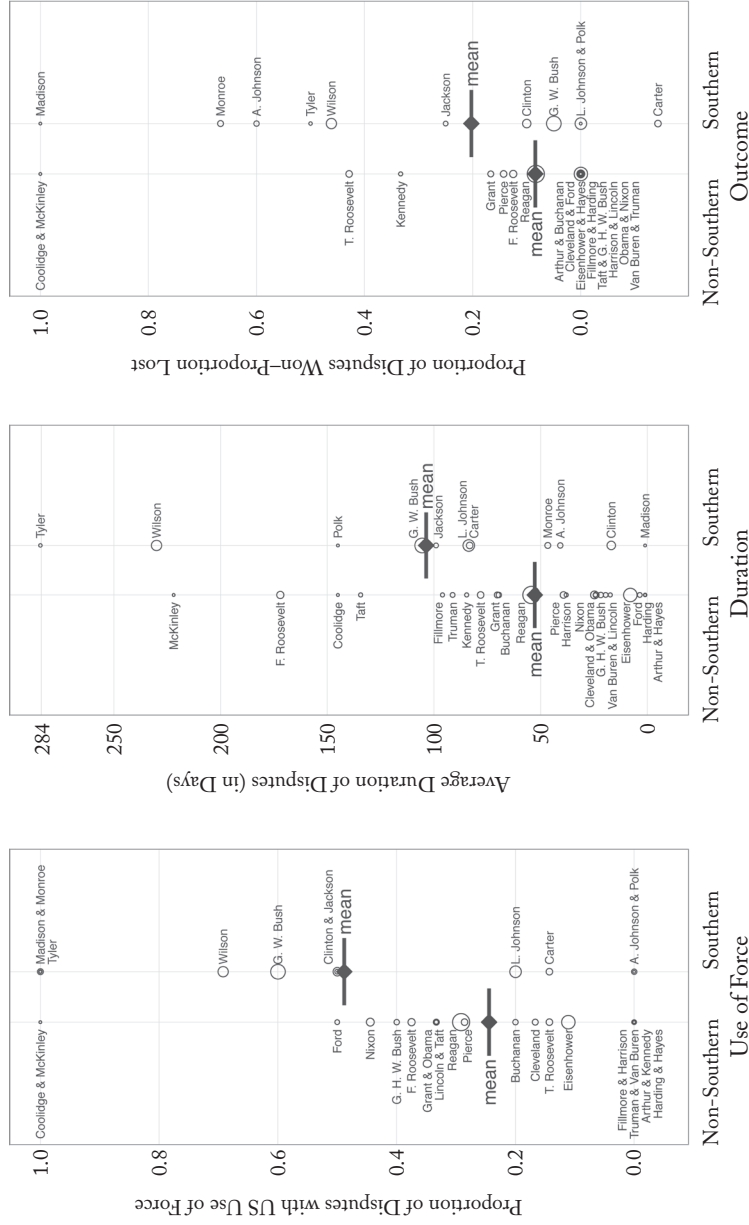 Proportion of Disputes with US Use of Force
1.0
0.8
0.6
0.4
0.2
0.0
Coolidge & McKinley
Ford
Nixon
G. H. W. Bush
F. Roosevelt
Grant & Obama
Lincoln & Taft
Reagan
Pierce
mean
Buchanan
Cleveland
T. Roosevelt
Eisenhower
Fillmore & Harrison
Truman & Van Buren
Arthur & Kennedy
Harding & Hayes
Madison & Monroe
Tyler
Wilson
G. W. Bush
Clinton & Jackson
mean
L. Johnson
Carter
A. Johnson & Polk
Non-Southern
Southern
Use of Force
Average Duration of Disputes (in Days)
284
250
200
150
100
50
0
McKinley
F. Roosevelt
Coolidge
Taft
Fillmore
Truman
Kennedy
T. Roosevelt
Grant
Buchanan
Reagan
mean
Pierce
Harrison
Nixon
Cleveland & Obama
G. H. W. Bush
Van Buren & Lincoln
Eisenhower
Ford
Harding
Arthur & Hayes
Tyler
Wilson
Polk
G. W. Bush
mean
Jackson
L. Johnson
Carter
Monroe
A. Johnson
Clinton
Madison
Non-Southern
Southern
Duration
Proportion of Disputes Won–Proportion Lost
1.0
0.8
0.6
0.4
0.2
0.0
Coolidge & McKinley
T. Roosevelt
Kennedy
Grant
Pierce
F. Roosevelt
Reagan
mean
Arthur & Buchanan
Cleveland & Ford
Eisenhower & Hayes
Fillmore & Harding
Taft & G. H. W. Bush
Harrison & Lincoln
Obama & Nixon
Van Buren & Truman
Madison
Monroe
A. Johnson
Tyler
Wilson
Jackson
mean
Clinton
G. W. Bush
L. Johnson & Polk
Carter
Non-Southern
Southern
Outcome